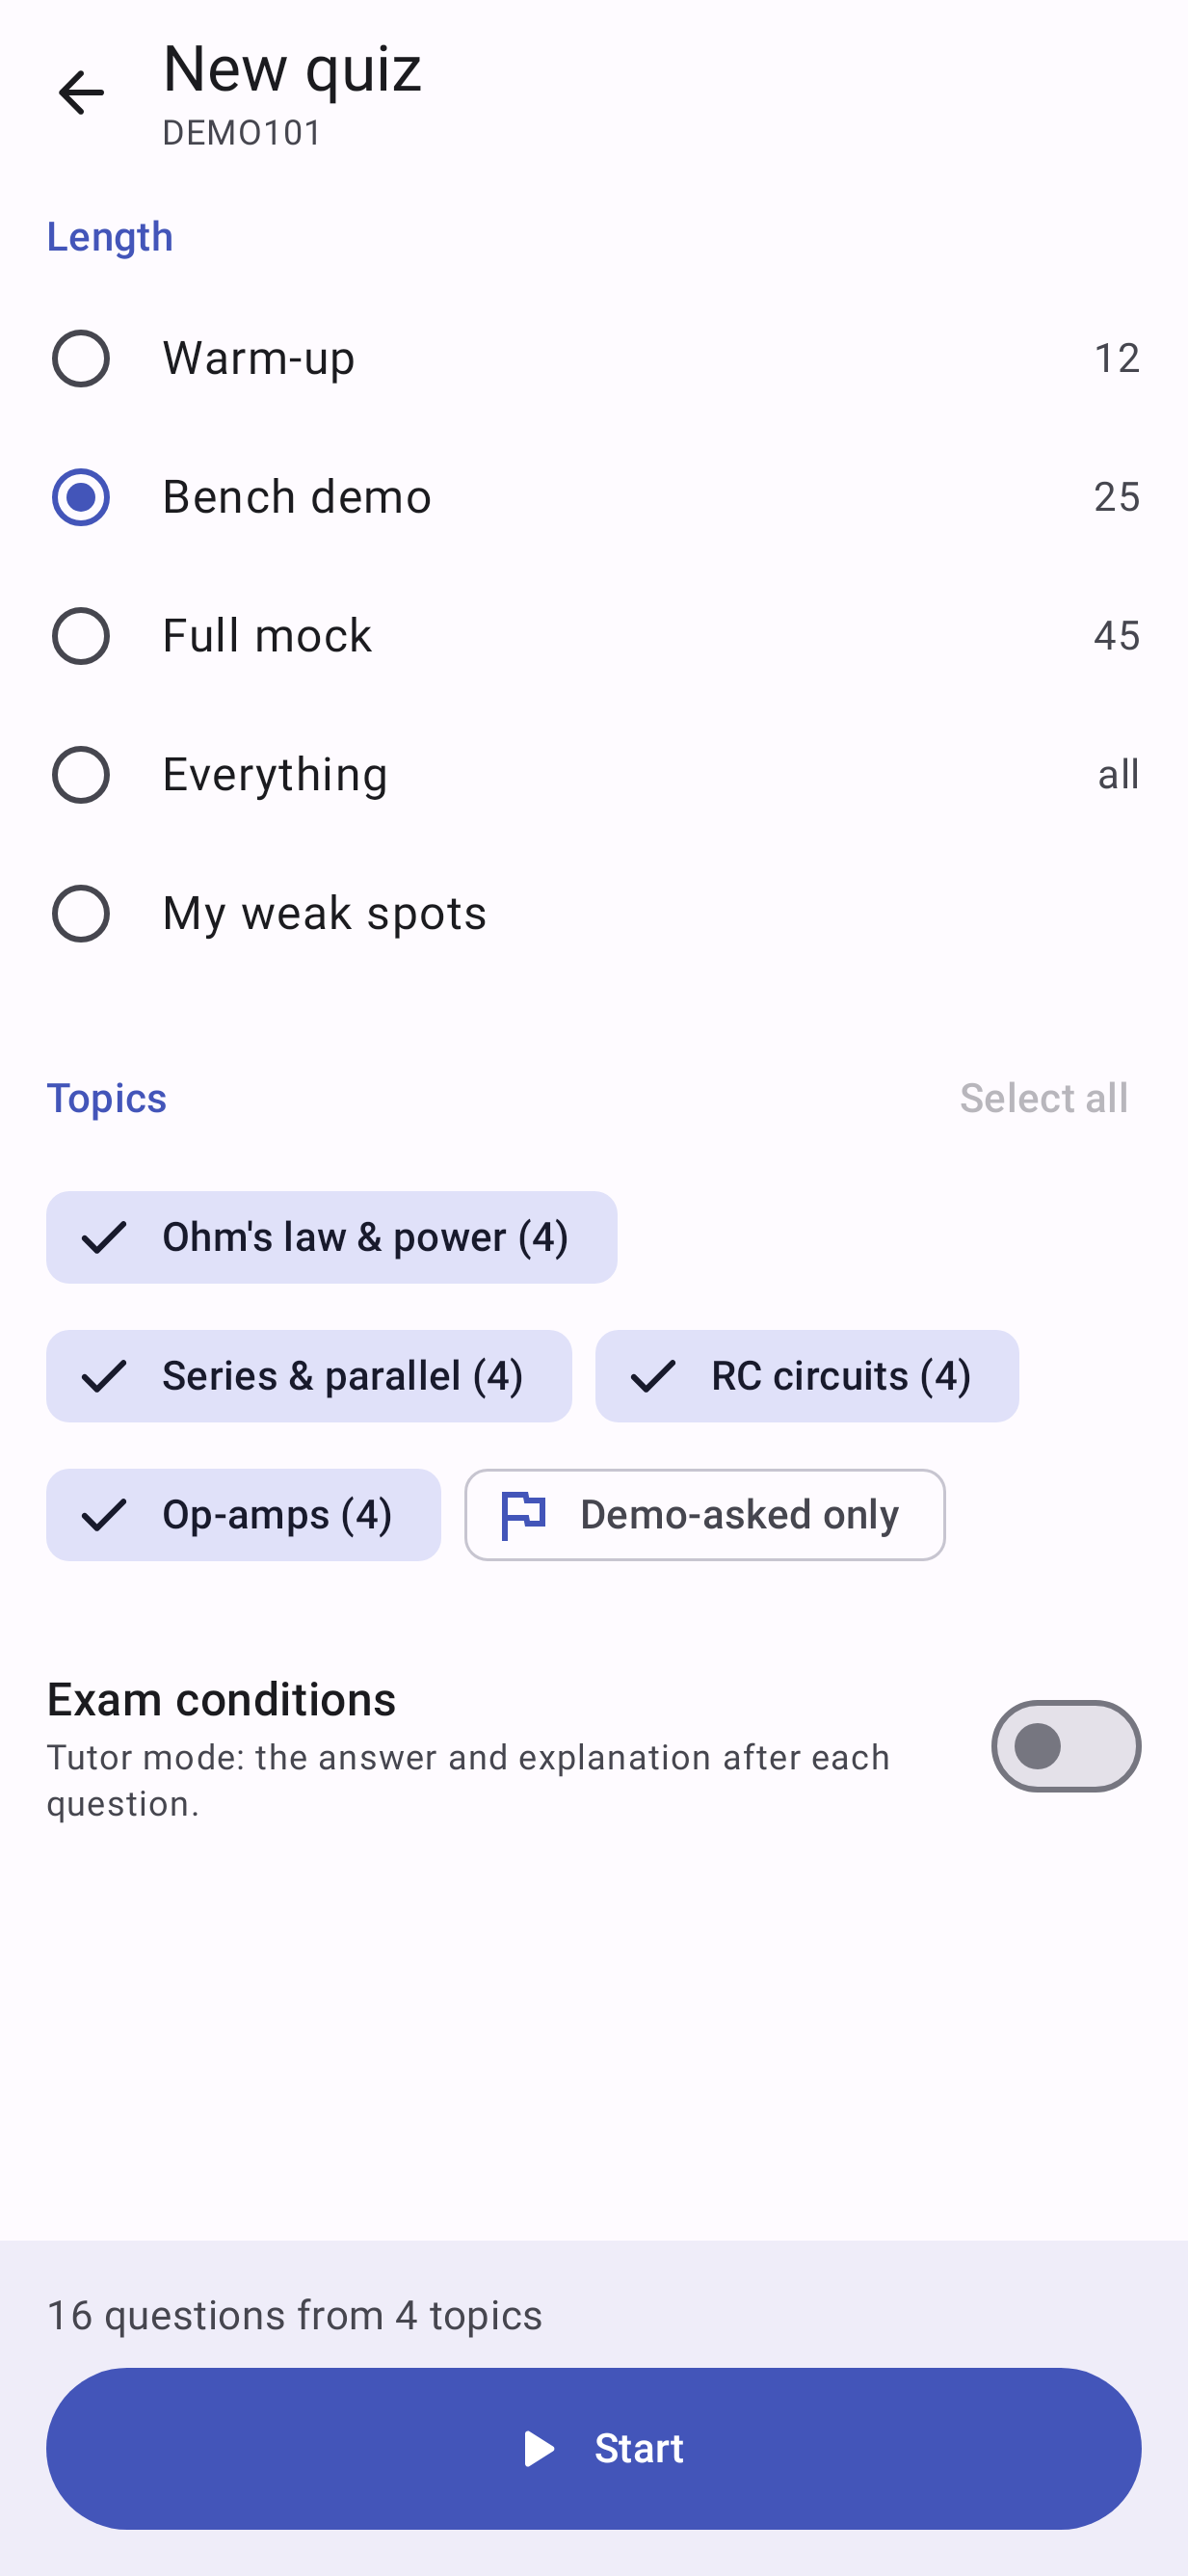 New quiz
DEMO101
Length
Warm-up 12
Bench demo 25
Full mock 45
Everything all
My weak spots
Topics Select all
Ohm's law & power (4)
Series & parallel (4) RC circuits (4)
Op-amps (4) Demo-asked only
Exam conditions
Tutor mode: the answer and explanation after each
question.
16 questions from 4 topics
Start